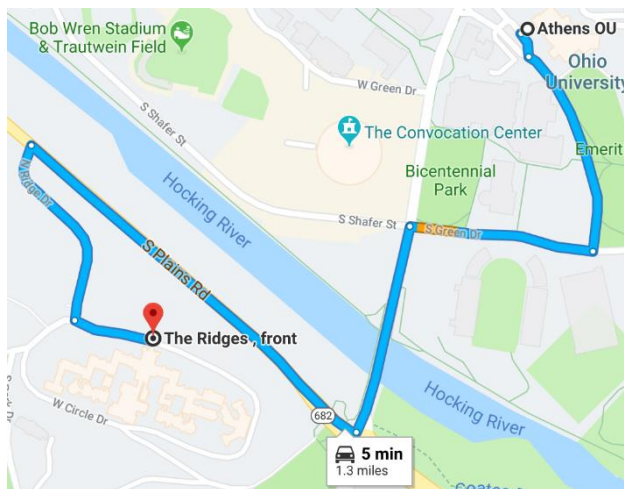 Bob Wren Stadium
& Trautwein Field
Athens OU
Ohio
University
W Green Dr
S Shafer St
The Convocation Center
Emerit
Bicentennial
Park
N Ridge Dr
Hocking River
S Shafer St
S Green Dr
S Plains Rd
The Ridges , front
Hocking River
W Circle Dr
682
5 min
1.3 miles